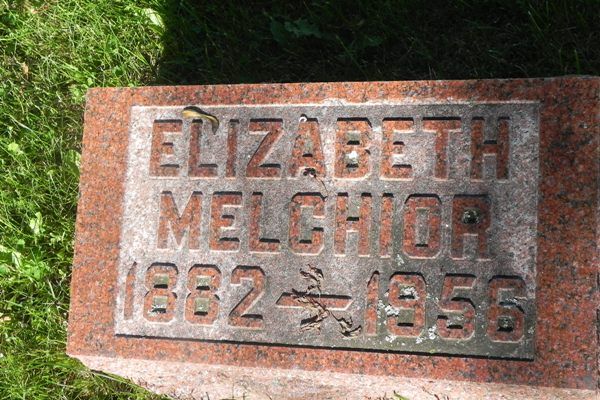 ELIZABETH
MELCHIOR
1882 - 1956